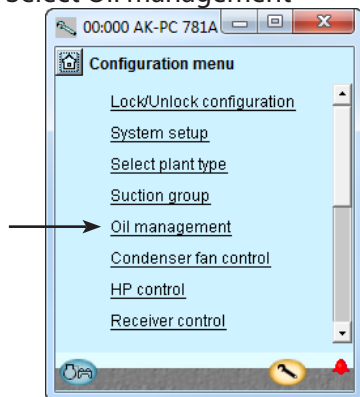 Select Oil management
00:000 AK-PC 781A
Configuration menu
Lock/Unlock configuration
System setup
Select plant type
Suction group
Oil management
Condenser fan control
HP control
Receiver control